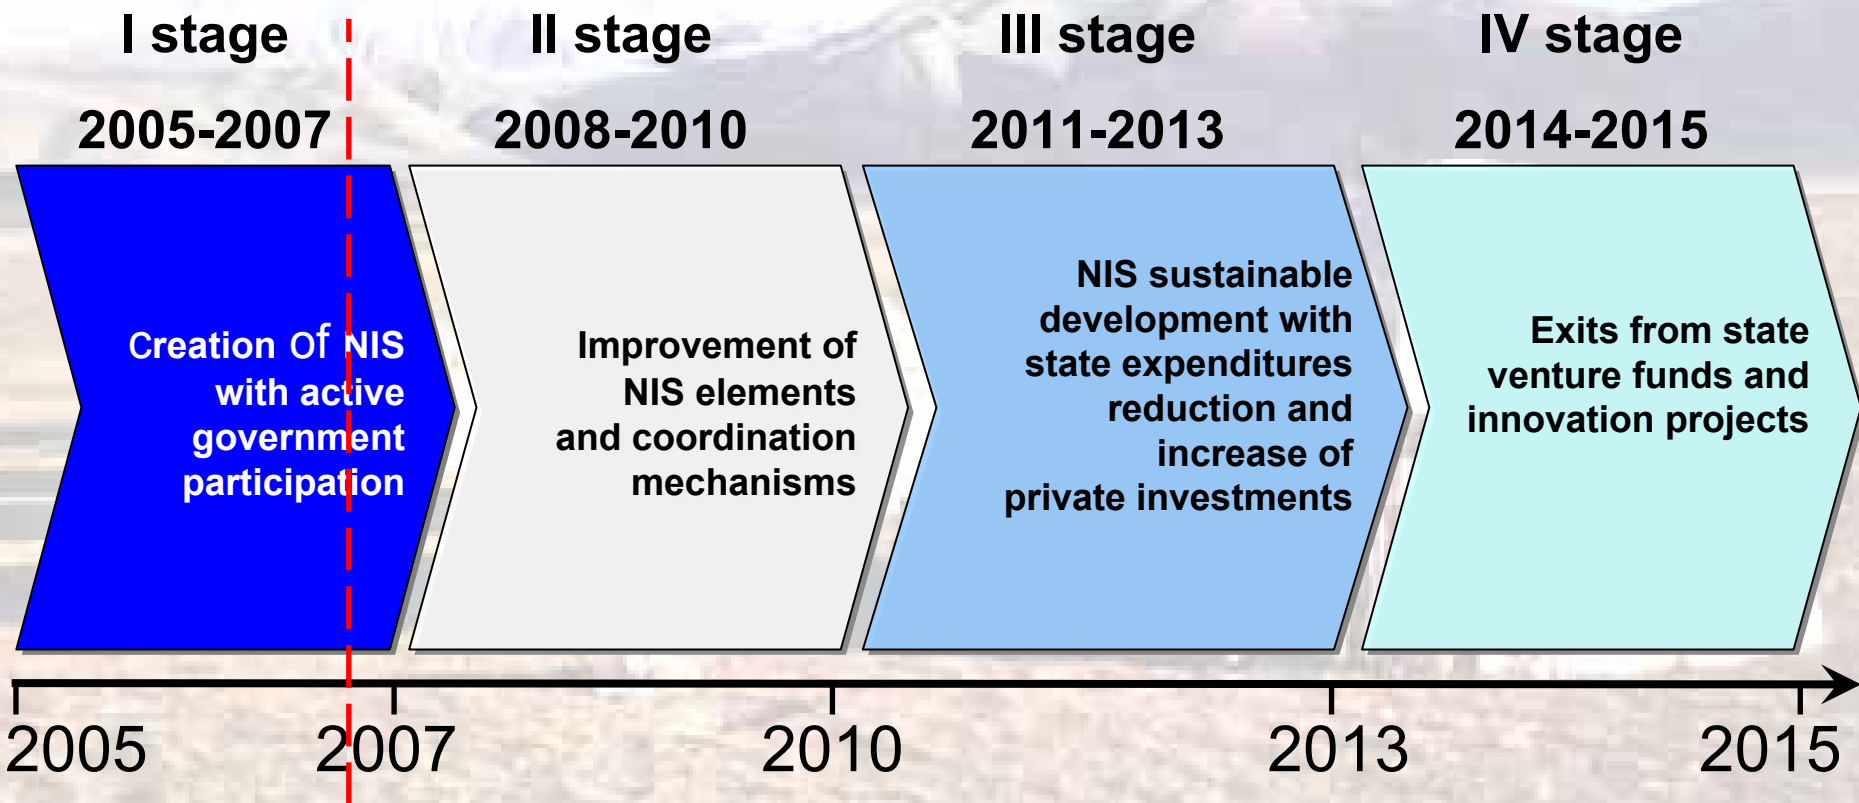 I stage
2005-2007
Creation of NIS
with active
government
participation
II stage
2008-2010
Improvement of
NIS elements
and coordination
mechanisms
III stage
2011-2013
NIS sustainable
development with
state expenditures
reduction and
increase of
private investments
IV stage
2014-2015
Exits from state
venture funds and
innovation projects
2005
2007
2010
2013
2015